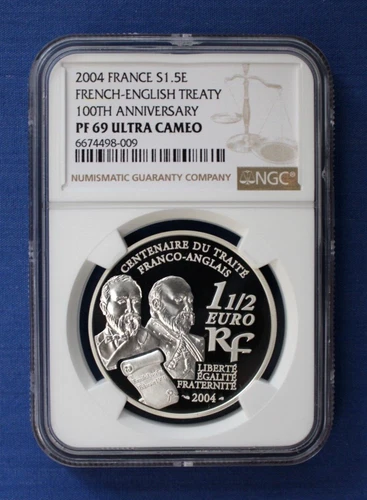 2004 FRANCE S1.5E
FRENCH-ENGLISH TREATY
100TH ANNIVERSARY
PF 69 ULTRA CAMEO
6674498-009
NUMISMATIC GUARANTY COMPANY
NGC
CENTENAIRE DU TRAITÉ
FRANCO-ANGLAIS
1 1/2
EURO
RF
LIBERTÉ
ÉGALITÉ
FRATERNITÉ
2004